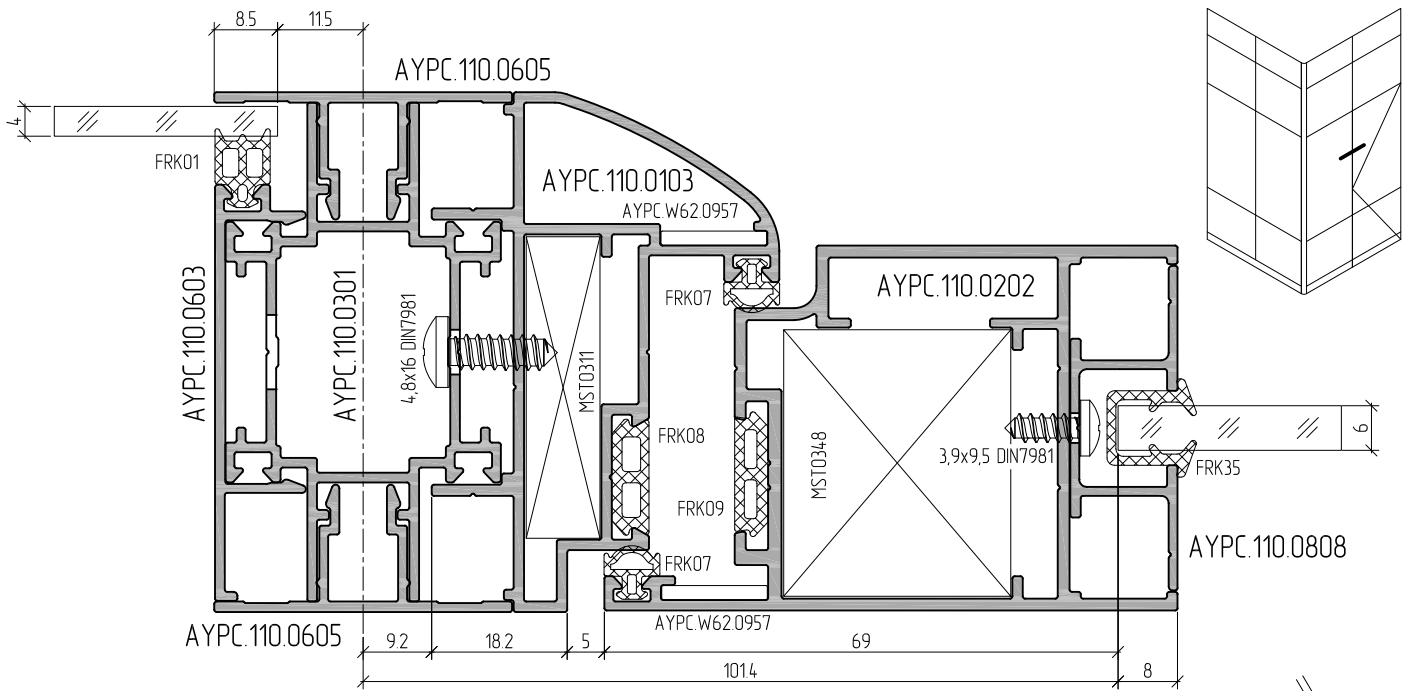 8.5
11.5
AYPC.110.0605
4
FRK01
AYPC.110.0103
AYPC.W62.0957
AYPC.110.0603
AYPC.110.0301
4,8x16 DIN7981
MST0311
FRK07
AYPC.110.0202
FRK08
FRK09
MST0348
3,9x9,5 DIN7981
6
FRK35
FRK07
AYPC.110.0808
AYPC.W62.0957
AYPC.110.0605
9.2
18.2
5
69
101.4
8